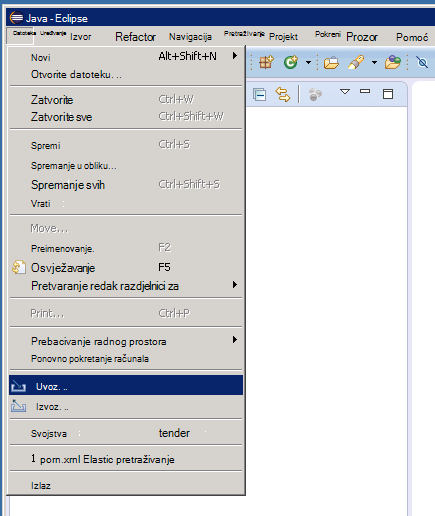 Java - Eclipse
Datoteka Uređivanje Izvor Refactor Navigacija Pretraživanje Projekt Pokreni Prozor Pomoć
Novi Alt+Shift+N
Otvorite datoteku. ..
Zatvorite Ctrl+W
Zatvorite sve Ctrl+Shift+W
Spremi Ctrl+S
Spremanje u obliku...
Spremanje svih Ctrl+Shift+S
Vrati
Move...
Preimenovanje. F2
Osvježavanje F5
Pretvaranje redak razdjelnici za
Print... Ctrl+P
Prebacivanje radnog prostora
Ponovno pokretanje računala
Uvoz. ..
Izvoz. ..
Svojstva tender
1 porn.xrnl Elastic pretraživanje
Izlaz